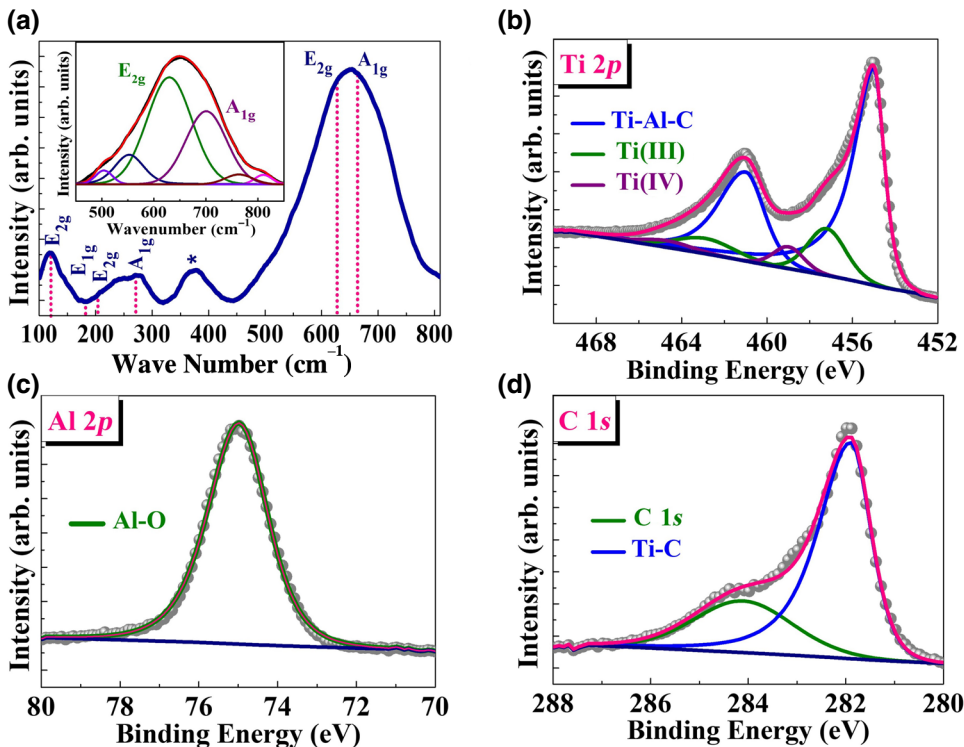 (a)
Intensity (arb. units)
Wave Number (cm⁻¹)
100 200 300 400 500 600 700 800
E2g
E1g
E2g
A1g
*
E2g
A1g
Intensity (arb. units)
E2g
A1g
500 600 700 800
Wavenumber (cm⁻¹)
(b)
Ti 2p
Ti-Al-C
Ti(III)
Ti(IV)
Intensity (arb. units)
468 464 460 456 452
Binding Energy (eV)
(c)
Al 2p
Al-O
Intensity (arb. units)
80 78 76 74 72 70
Binding Energy (eV)
(d)
C 1s
C 1s
Ti-C
Intensity (arb. units)
288 286 284 282 280
Binding Energy (eV)